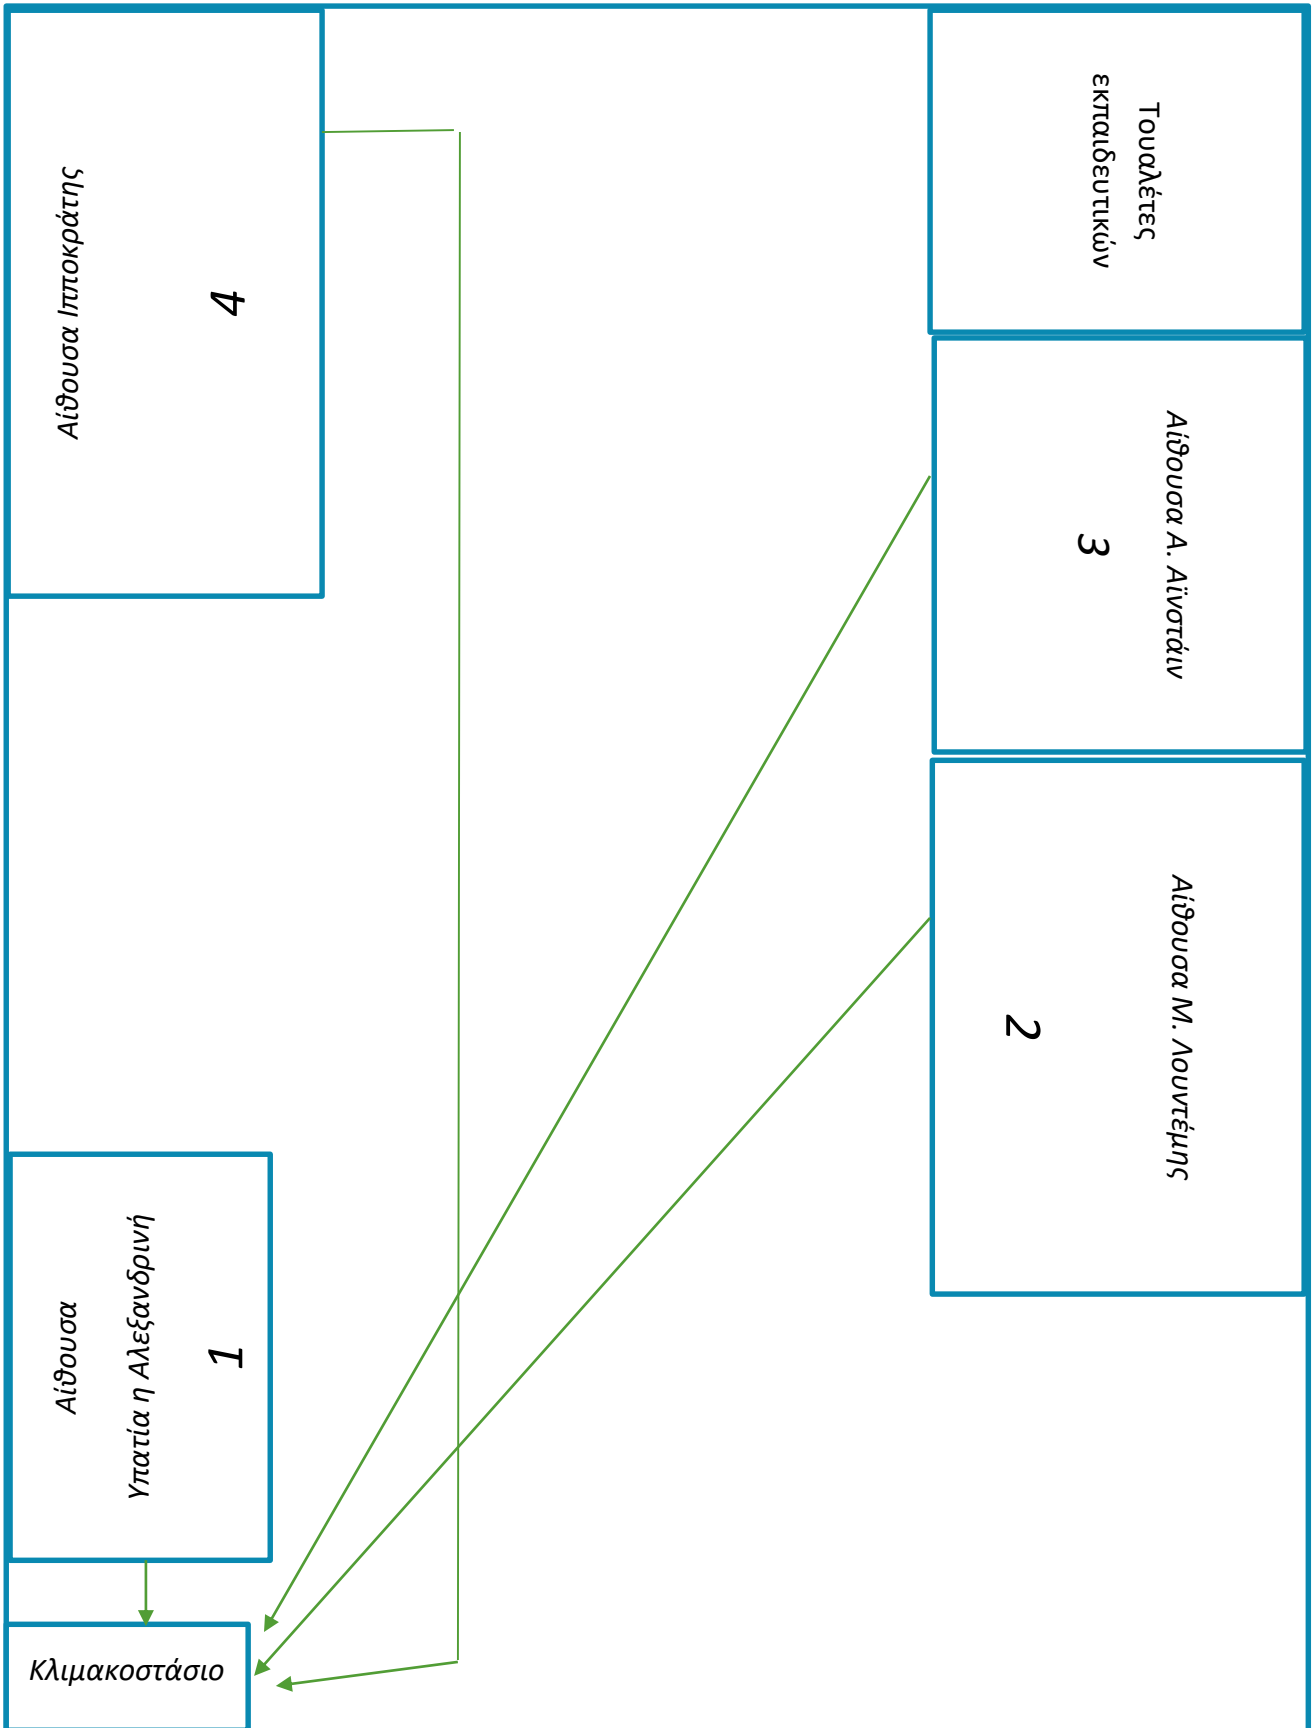 Αίθουσα Ιπποκράτης
4
Τουαλέτες
εκπαιδευτικών
Αίθουσα Α. Αϊνστάιν
3
Αίθουσα Μ. Λουντέμης
2
Αίθουσα
Υπατία η Αλεξανδρινή
1
Κλιμακοστάσιο